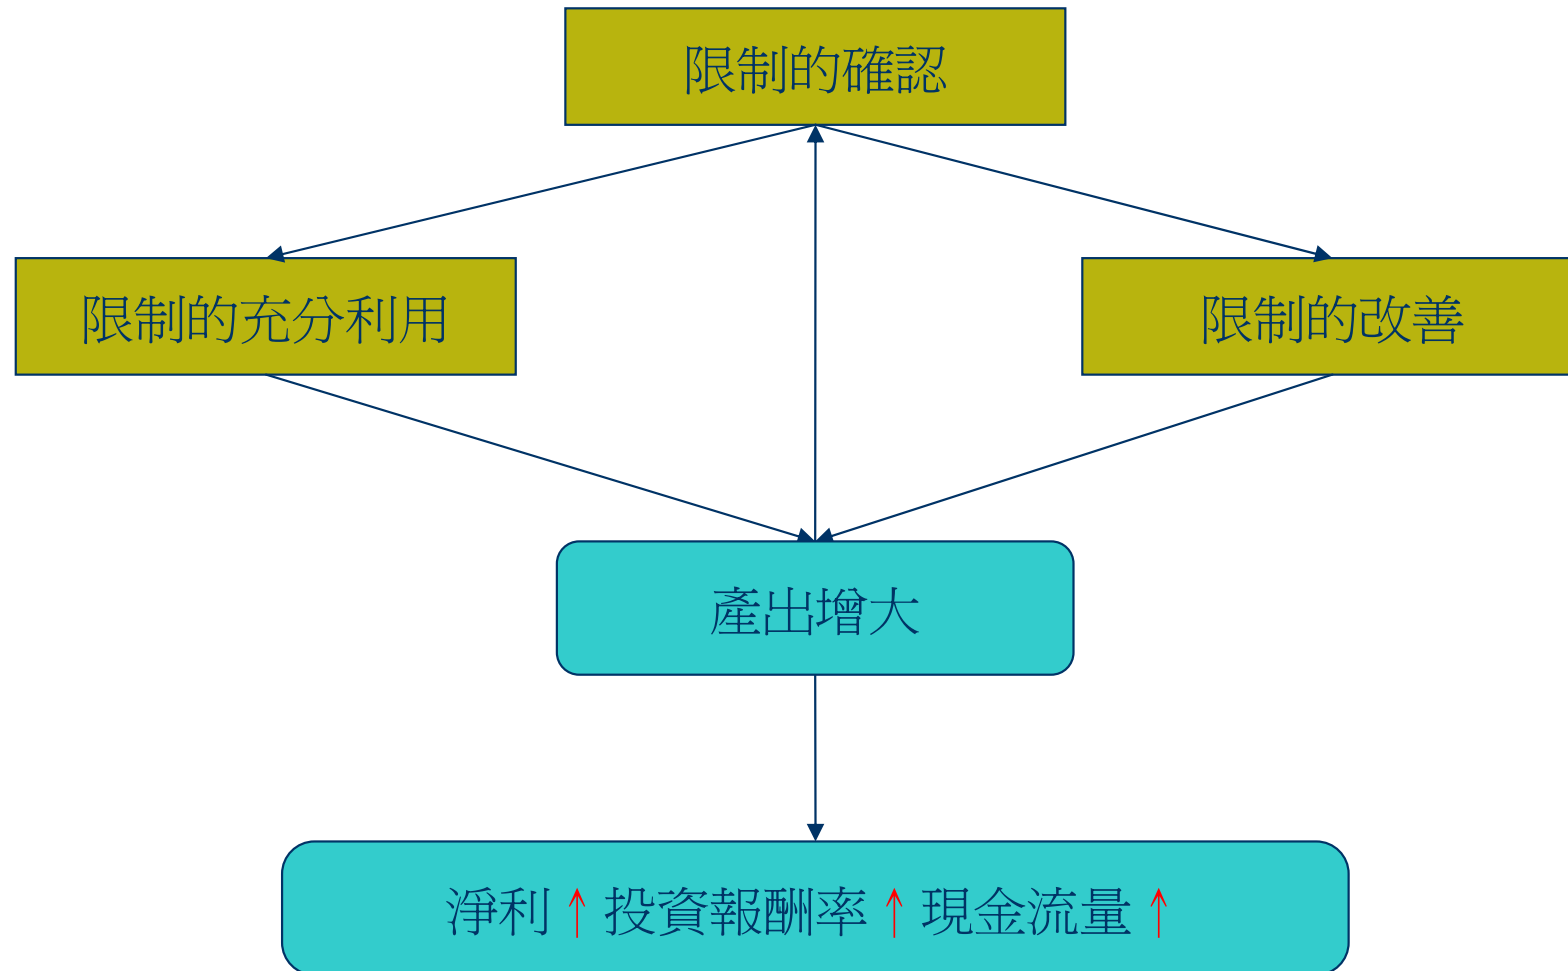 限制的確認
限制的充分利用
限制的改善
產出增大
淨利↑投資報酬率↑現金流量↑